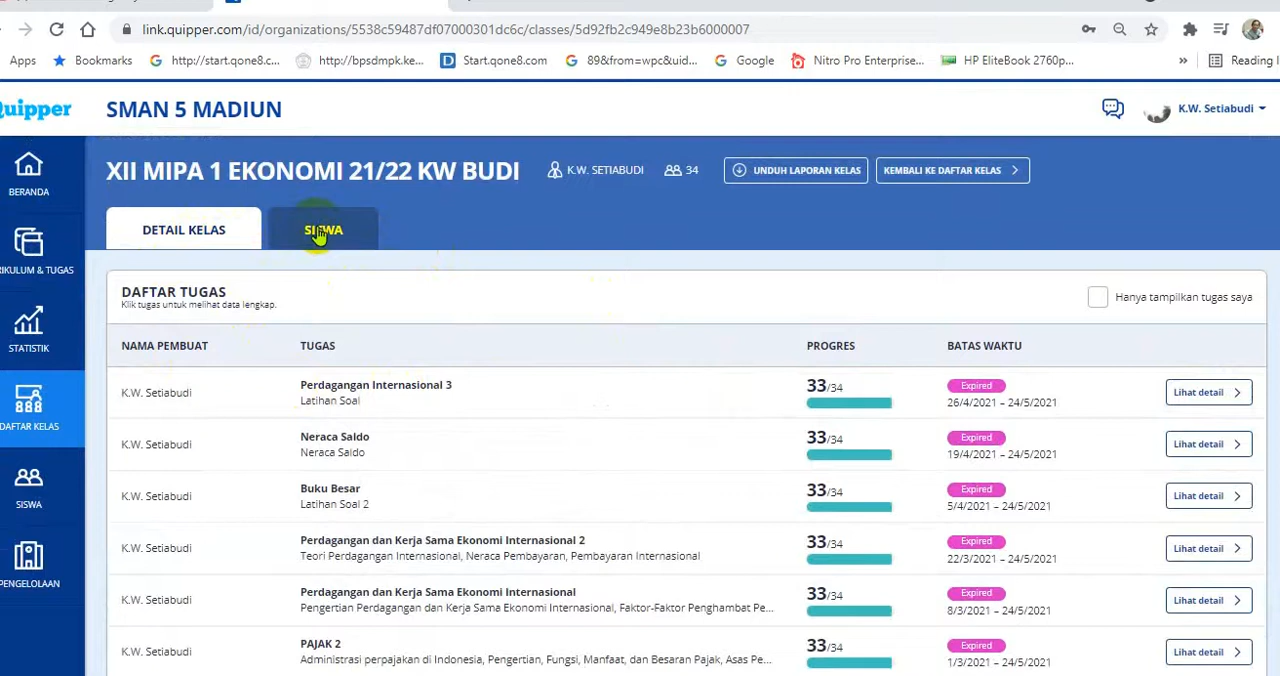 link.quipper.com/id/organizations/5538c59487df07000301dc6c/classes/5d92fb2c949e8b23b6000007
Apps Bookmarks http://start.qone8.c... http://bpsdmpk.ke... Start.qone8.com 89&from=wpc&uid... Google Nitro Pro Enterprise... HP EliteBook 2760p... » Reading
Quipper SMAN 5 MADIUN K.W. Setiabudi
XII MIPA 1 EKONOMI 21/22 KW BUDI K.W. SETIABUDI 34 UNDUH LAPORAN KELAS KEMBALI KE DAFTAR KELAS
BERANDA
DETAIL KELAS SISWA
RIKULUM & TUGAS
DAFTAR TUGAS
Klik tugas untuk melihat data lengkap.
Hanya tampilkan tugas saya
STATISTIK
NAMA PEMBUAT TUGAS PROGRES BATAS WAKTU
K.W. Setiabudi Perdagangan Internasional 3 33/34 Expired Lihat detail
Latihan Soal 26/4/2021 – 24/5/2021
DAFTAR KELAS
K.W. Setiabudi Neraca Saldo 33/34 Expired Lihat detail
Neraca Saldo 19/4/2021 – 24/5/2021
K.W. Setiabudi Buku Besar 33/34 Expired Lihat detail
Latihan Soal 2 5/4/2021 – 24/5/2021
SISWA
K.W. Setiabudi Perdagangan dan Kerja Sama Ekonomi Internasional 2 33/34 Expired Lihat detail
Teori Perdagangan Internasional, Neraca Pembayaran, Pembayaran Internasional 22/3/2021 – 24/5/2021
PENGELOLAAN
K.W. Setiabudi Perdagangan dan Kerja Sama Ekonomi Internasional 33/34 Expired Lihat detail
Pengertian Perdagangan dan Kerja Sama Ekonomi Internasional, Faktor-Faktor Penghambat Pe... 8/3/2021 – 24/5/2021
K.W. Setiabudi PAJAK 2 33/34 Expired Lihat detail
Administrasi perpajakan di Indonesia, Pengertian, Fungsi, Manfaat, dan Besaran Pajak, Asas Pe... 1/3/2021 – 24/5/2021